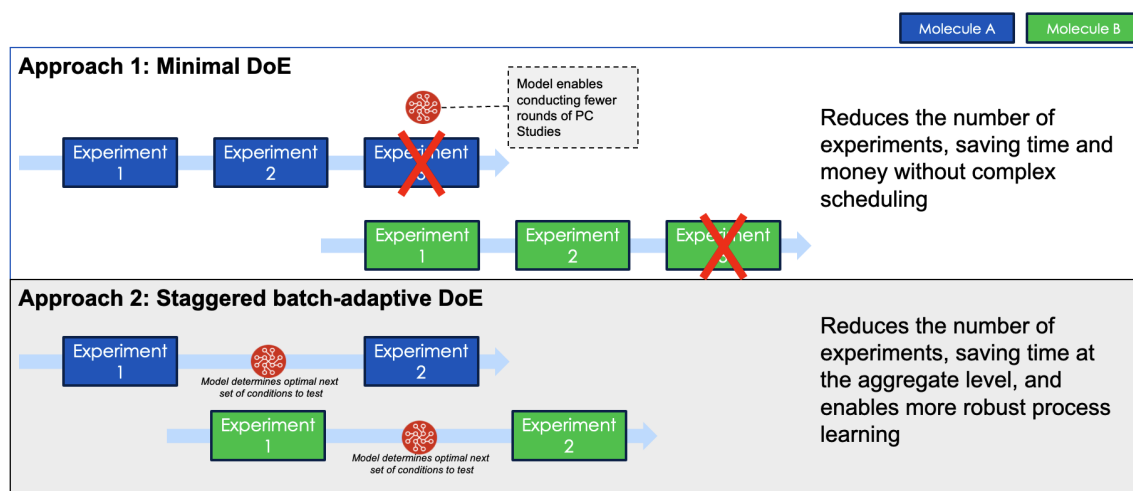 Molecule A
Molecule B
Approach 1: Minimal DoE
Model enables
conducting fewer
rounds of PC
Studies
Experiment
1
Experiment
2
Experiment
3
Experiment
1
Experiment
2
Experiment
3
Reduces the number of
experiments, saving time and
money without complex
scheduling
Approach 2: Staggered batch-adaptive DoE
Experiment
1
Model determines optimal next
set of conditions to test
Experiment
2
Experiment
1
Model determines optimal next
set of conditions to test
Experiment
2
Reduces the number of
experiments, saving time at
the aggregate level, and
enables more robust process
learning